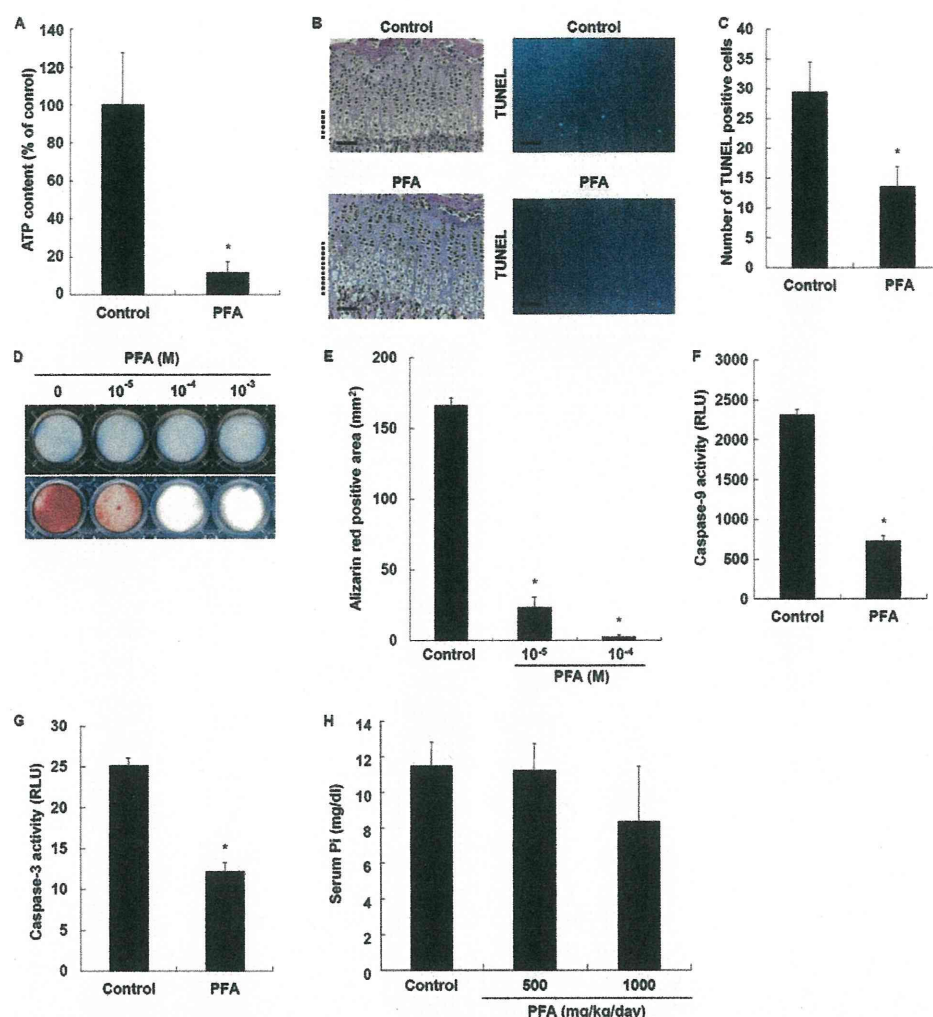 A
ATP content (% of conrol)
140
120
100
80
60
40
20
0
*
Control
PFA
B
Control
TUNEL
Control
PFA
TUNEL
PFA
C
Number of TUNEL positive cells
40
35
30
25
20
15
10
5
0
*
Control
PFA
D
PFA (M)
0 10-5 10-4 10-3
E
Alizarin red positive area (mm2)
200
150
100
50
0
*
*
Control
10-5 10-4
PFA (M)
F
Caspase-9 activity (RLU)
3000
2500
2000
1500
1000
500
0
*
Control
PFA
G
Caspase-3 activity (RLU)
30
25
20
15
10
5
0
*
Control
PFA
H
Serum Pi (mg/dl)
14
12
10
8
6
4
2
0
Control
500 1000
PFA (mg/kg/day)